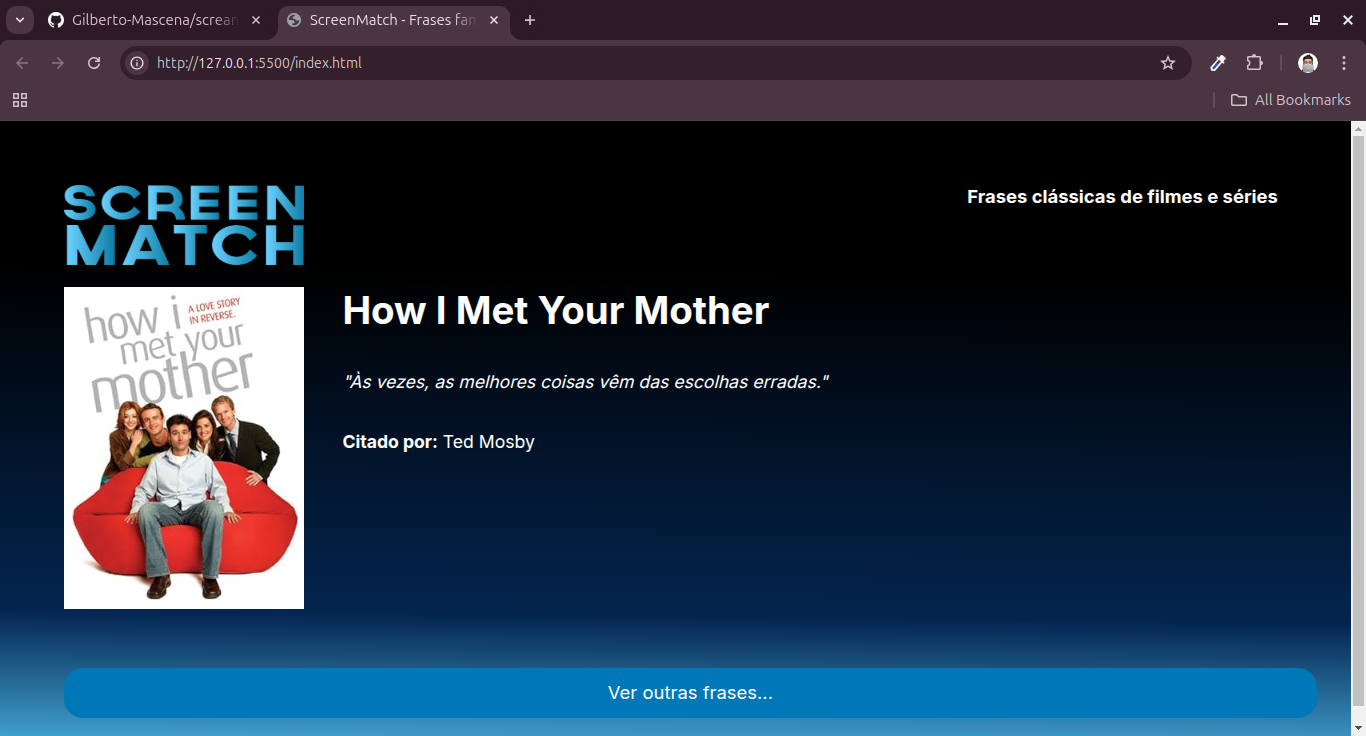 Gilberto-Mascena/screan
ScreenMatch - Frases fan
http://127.0.0.1:5500/index.html
All Bookmarks
SCREEN
MATCH
Frases clássicas de filmes e séries
how i
A LOVE STORY
IN REVERSE.
met your
mother
How I Met Your Mother
"Às vezes, as melhores coisas vêm das escolhas erradas."
Citado por: Ted Mosby
Ver outras frases...